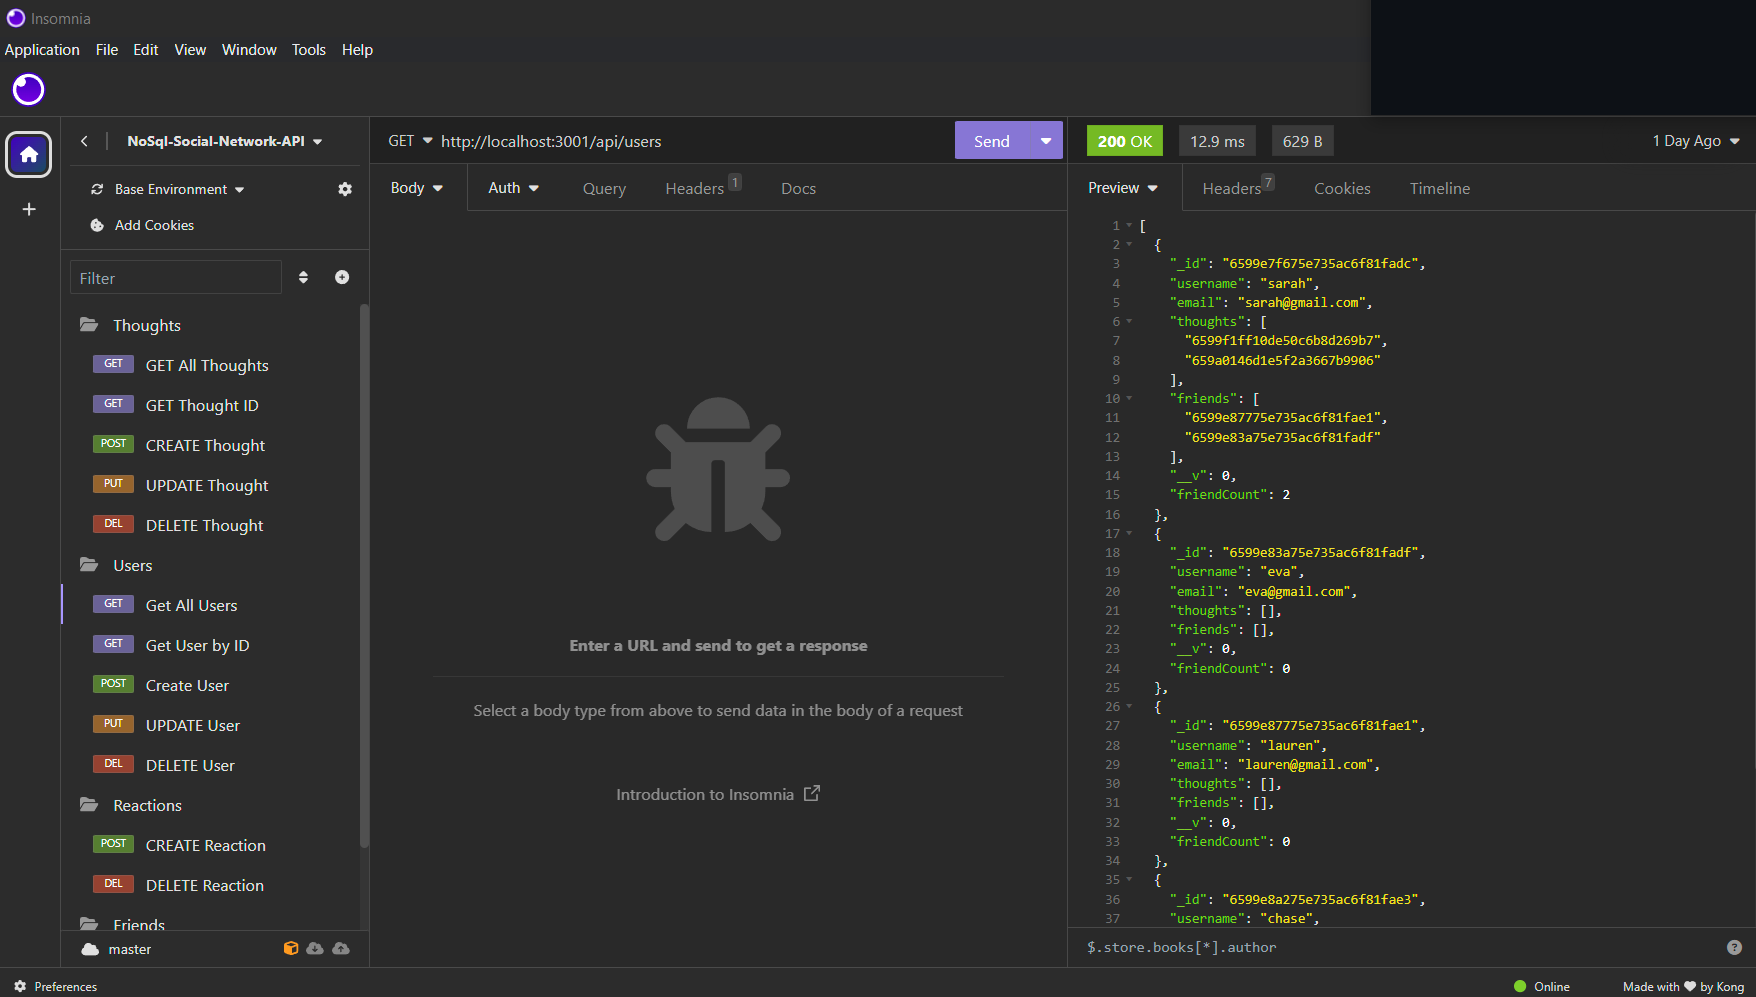 Insomnia
Application File Edit View Window Tools Help
NoSql-Social-Network-API
Base Environment
Add Cookies
Filter
Thoughts
GET GET All Thoughts
GET GET Thought ID
POST CREATE Thought
PUT UPDATE Thought
DEL DELETE Thought
Users
GET Get All Users
GET Get User by ID
POST Create User
PUT UPDATE User
DEL DELETE User
Reactions
POST CREATE Reaction
DEL DELETE Reaction
Friends
master
GET http://localhost:3001/api/users Send
Body Auth Query Headers 1 Docs
Enter a URL and send to get a response
Select a body type from above to send data in the body of a request
Introduction to Insomnia
200 OK 12.9 ms 629 B 1 Day Ago
Preview Headers 7 Cookies Timeline
1 [
2 {
3 "_id": "6599e7f675e735ac6f81fadc",
4 "username": "sarah",
5 "email": "sarah@gmail.com",
6 "thoughts": [
7 "6599f1ff10de50c6b8d269b7",
8 "659a0146d1e5f2a3667b9906"
9 ],
10 "friends": [
11 "6599e87775e735ac6f81fae1",
12 "6599e83a75e735ac6f81fadf"
13 ],
14 "__v": 0,
15 "friendCount": 2
16 },
17 {
18 "_id": "6599e83a75e735ac6f81fadf",
19 "username": "eva",
20 "email": "eva@gmail.com",
21 "thoughts": [],
22 "friends": [],
23 "__v": 0,
24 "friendCount": 0
25 },
26 {
27 "_id": "6599e87775e735ac6f81fae1",
28 "username": "lauren",
29 "email": "lauren@gmail.com",
30 "thoughts": [],
31 "friends": [],
32 "__v": 0,
33 "friendCount": 0
34 },
35 {
36 "_id": "6599e8a275e735ac6f81fae3",
37 "username": "chase",
$.store.books[*].author
Preferences
Online
Made with ❤ by Kong